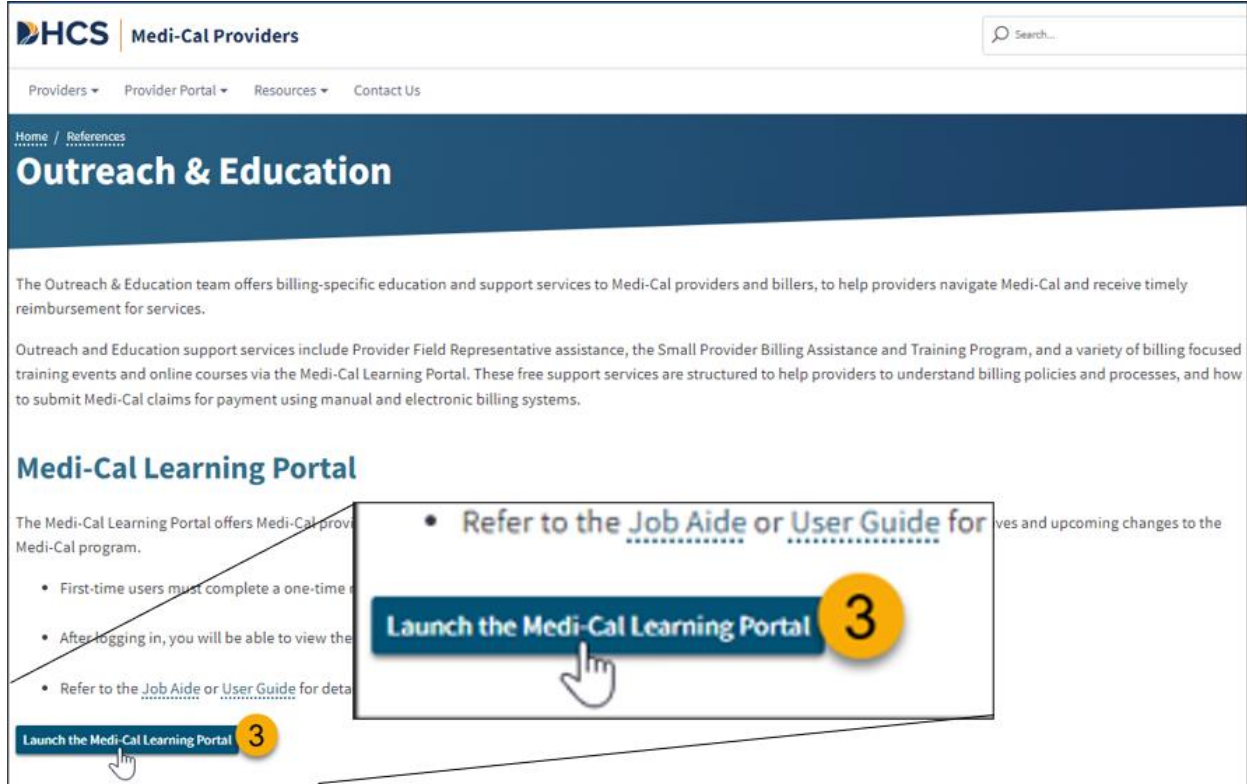 DHCS Medi-Cal Providers
Search...
Providers Provider Portal Resources Contact Us
Home / References
Outreach & Education
The Outreach & Education team offers billing-specific education and support services to Medi-Cal providers and billers, to help providers navigate Medi-Cal and receive timely
reimbursement for services.
Outreach and Education support services include Provider Field Representative assistance, the Small Provider Billing Assistance and Training Program, and a variety of billing focused
training events and online courses via the Medi-Cal Learning Portal. These free support services are structured to help providers to understand billing policies and processes, and how
to submit Medi-Cal claims for payment using manual and electronic billing systems.
Medi-Cal Learning Portal
The Medi-Cal Learning Portal offers Medi-Cal provi
ves and upcoming changes to the
Medi-Cal program.
• First-time users must complete a one-time
• After logging in, you will be able to view the
• Refer to the Job Aide or User Guide for deta
Launch the Medi-Cal Learning Portal 3
• Refer to the Job Aide or User Guide for
Launch the Medi-Cal Learning Portal 3